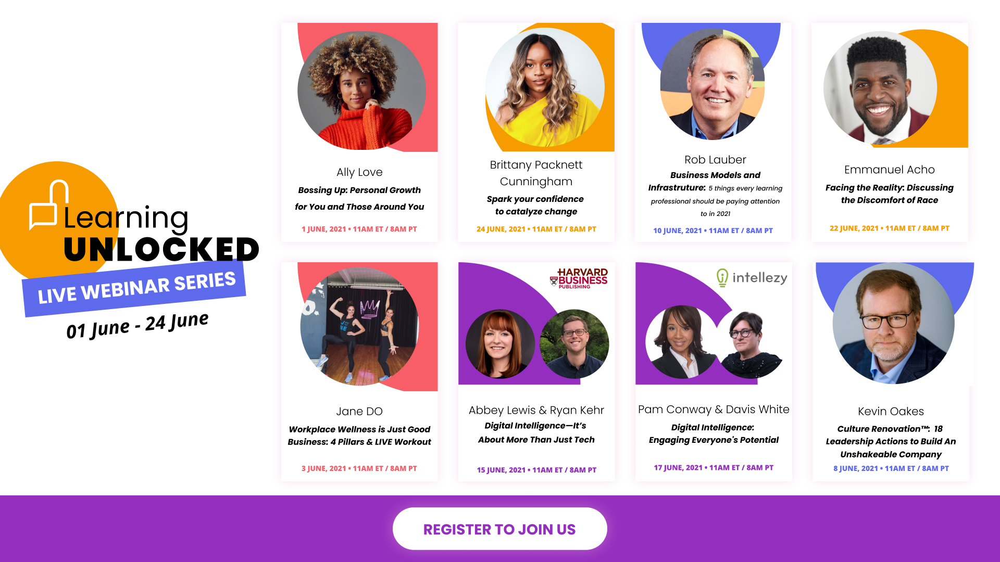 Learning
UNLOCKED
LIVE WEBINAR SERIES
01 June - 24 June
Ally Love
Bossing Up: Personal Growth
for You and Those Around You
1 JUNE, 2021 • 11AM ET / 8AM PT
Brittany Packnett
Cunningham
Spark your confidence
to catalyze change
24 JUNE, 2021 • 11AM ET / 8AM PT
Rob Lauber
Business Models and
Infrastruture: 5 things every learning
professional should be paying attention
to in 2021
10 JUNE, 2021 • 11AM ET / 8AM PT
Emmanuel Acho
Facing the Reality: Discussing
the Discomfort of Race
22 JUNE, 2021 • 11AM ET / 8AM PT
Jane DO
Workplace Wellness is Just Good
Business: 4 Pillars & LIVE Workout
3 JUNE, 2021 • 11AM ET / 8AM PT
HARVARD
BUSINESS
PUBLISHING
Abbey Lewis & Ryan Kehr
Digital Intelligence—It's
About More Than Just Tech
15 JUNE, 2021 • 11AM ET / 8AM PT
intellezy
Pam Conway & Davis White
Digital Intelligence:
Engaging Everyone's Potential
17 JUNE, 2021 • 11AM ET / 8AM PT
Kevin Oakes
Culture Renovation™: 18
Leadership Actions to Build An
Unshakeable Company
8 JUNE, 2021 • 11AM ET / 8AM PT
REGISTER TO JOIN US